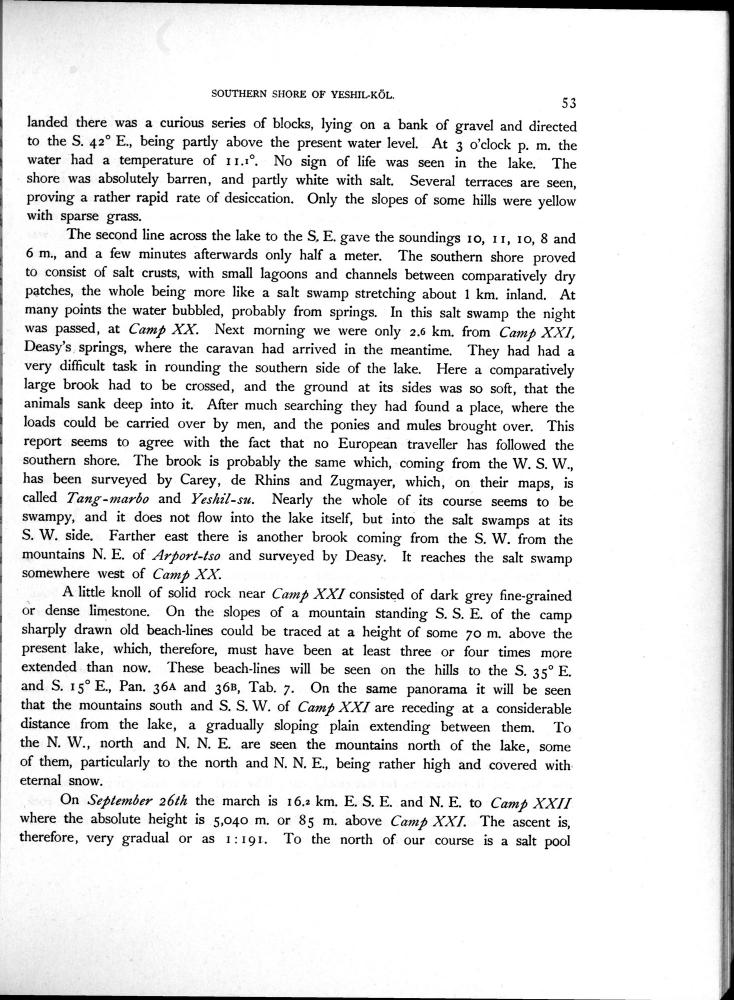 SOUTHERN SHORE OF YESHIL-KÖL.
53
landed there was a curious series of blocks, lying on a bank of gravel and directed
to the S. 42° E., being partly above the present water level. At 3 o'clock p. m. the
water had a temperature of 11.1°. No sign of life was seen in the lake. The
shore was absolutely barren, and partly white with salt. Several terraces are seen,
proving a rather rapid rate of desiccation. Only the slopes of some hills were yellow
with sparse grass.
The second line across the lake to the S. E. gave the soundings 10, 11, 10, 8 and
6 m., and a few minutes afterwards only half a meter. The southern shore proved
to consist of salt crusts, with small lagoons and channels between comparatively dry
patches, the whole being more like a salt swamp stretching about 1 km. inland. At
many points the water bubbled, probably from springs. In this salt swamp the night
was passed, at Camp XX. Next morning we were only 2.6 km. from Camp XXI,
Deasy's springs, where the caravan had arrived in the meantime. They had had a
very difficult task in rounding the southern side of the lake. Here a comparatively
large brook had to be crossed, and the ground at its sides was so soft, that the
animals sank deep into it. After much searching they had found a place, where the
loads could be carried over by men, and the ponies and mules brought over. This
report seems to agree with the fact that no European traveller has followed the
southern shore. The brook is probably the same which, coming from the W. S. W.,
has been surveyed by Carey, de Rhins and Zugmayer, which, on their maps, is
called Tang-marbo and Yeshil-su. Nearly the whole of its course seems to be
swampy, and it does not flow into the lake itself, but into the salt swamps at its
S. W. side. Farther east there is another brook coming from the S. W. from the
mountains N. E. of Arport-tso and surveyed by Deasy. It reaches the salt swamp
somewhere west of Camp XX.
A little knoll of solid rock near Camp XXI consisted of dark grey fine-grained
or dense limestone. On the slopes of a mountain standing S. S. E. of the camp
sharply drawn old beach-lines could be traced at a height of some 70 m. above the
present lake, which, therefore, must have been at least three or four times more
extended than now. These beach-lines will be seen on the hills to the S. 35° E.
and S. 15° E., Pan. 36A and 36B, Tab. 7. On the same panorama it will be seen
that the mountains south and S. S. W. of Camp XXI are receding at a considerable
distance from the lake, a gradually sloping plain extending between them. To
the N. W., north and N. N. E. are seen the mountains north of the lake, some
of them, particularly to the north and N. N. E., being rather high and covered with
eternal snow.
On September 26th the march is 16.2 km. E. S. E. and N. E. to Camp XXII
where the absolute height is 5,040 m. or 85 m. above Camp XXI. The ascent is,
therefore, very gradual or as 1:191. To the north of our course is a salt pool